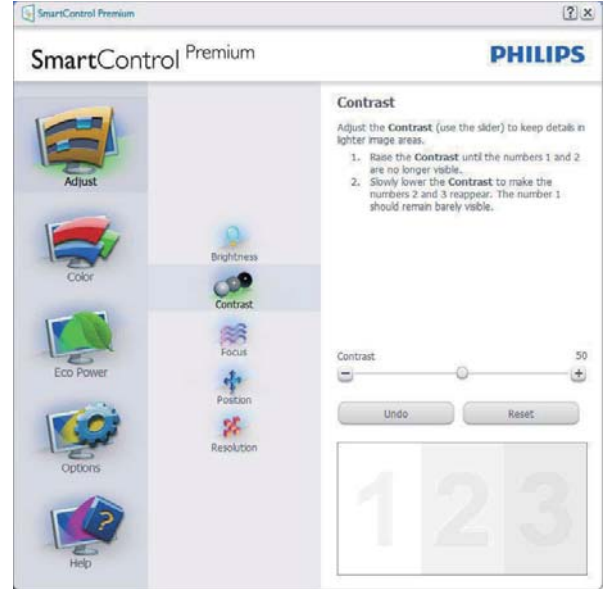 SmartControl Premium
SmartControl Premium
PHILIPS
Adjust
Color
Eco Power
Options
Help
Brightness
Contrast
Focus
Position
Resolution
Contrast
Adjust the Contrast (use the slider) to keep details in
lighter image areas.
1. Raise the Contrast until the numbers 1 and 2
are no longer visible.
2. Slowly lower the Contrast to make the
numbers 2 and 3 reappear. The number 1
should remain barely visible.
Contrast 50
Undo Reset
1 2 3